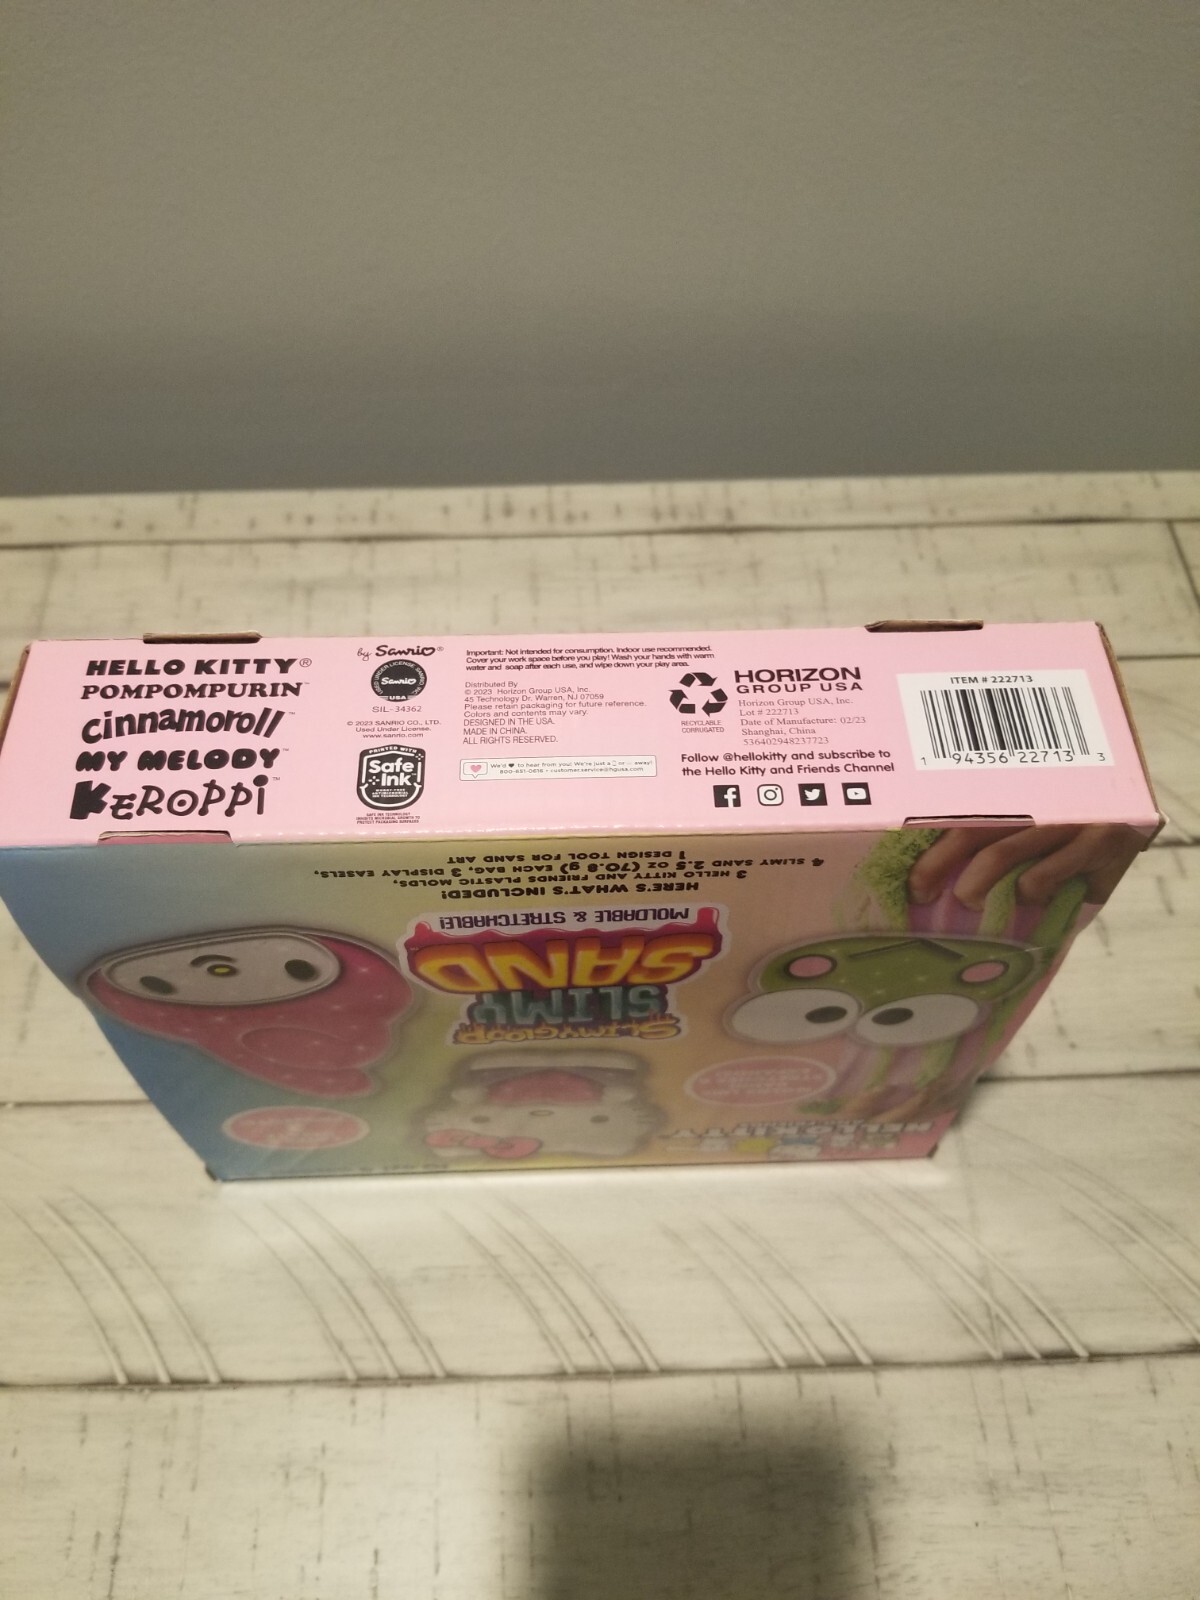 HELLO KITTY®
POMPOMPURIN™
cinnamoroll™
MY MELODY™
KEROPPI™
by Sanrio®
Sanrio
USA
SIL-34362
© 2023 SANRIO CO., LTD.
Used Under License.
www.sanrio.com
PRINTED WITH
Safe
Ink
Important: Not intended for consumption. Indoor use recommended.
Cover your work space before you play! Wash your hands with warm
water and soap after each use, and wipe down your play area.
Distributed By
© 2023 Horizon Group USA, Inc.
45 Technology Dr. Warren, NJ 07059
Please retain packaging for future reference.
Colors and contents may vary.
DESIGNED IN THE USA.
MADE IN CHINA.
ALL RIGHTS RESERVED.
RECYCLABLE
CORRUGATED
HORIZON
GROUP USA
Horizon Group USA, Inc.
Lot # 222713
Date of Manufacture: 02/23
Shanghai, China
536402948237723
Follow @hellokitty and subscribe to
the Hello Kitty and Friends Channel
ITEM # 222713
1 94356 22713 3
SLIMYGLOOP
SLIMY
SAND
MOLDABLE & STRETCHABLE!
HERE'S WHAT'S INCLUDED!
3 HELLO KITTY AND FRIENDS PLASTIC MOLDS,
4 SLIMY SAND 2.5 OZ (70.8 g) EACH BAG, 3 DISPLAY EASELS,
1 DESIGN TOOL FOR SAND ART
HELLO KITTY